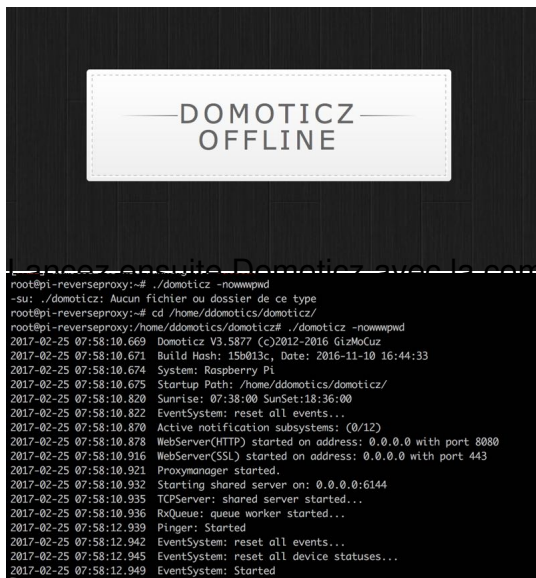 DOMOTICZ
OFFLINE
Lancez ensuite Domoticz avec la com
root@pi-reverseproxy:~# ./domoticz -nowwwpwd
-su: ./domoticz: Aucun fichier ou dossier de ce type
root@pi-reverseproxy:~# cd /home/ddomotics/domoticz/
root@pi-reverseproxy:/home/ddomotics/domoticz# ./domoticz -nowwwpwd
2017-02-25 07:58:10.669 Domoticz V3.5877 (c)2012-2016 GizMoCuz
2017-02-25 07:58:10.671 Build Hash: 15b013c, Date: 2016-11-10 16:44:33
2017-02-25 07:58:10.674 System: Raspberry Pi
2017-02-25 07:58:10.675 Startup Path: /home/ddomotics/domoticz/
2017-02-25 07:58:10.820 Sunrise: 07:38:00 SunSet:18:36:00
2017-02-25 07:58:10.822 EventSystem: reset all events...
2017-02-25 07:58:10.870 Active notification subsystems: (0/12)
2017-02-25 07:58:10.878 WebServer(HTTP) started on address: 0.0.0.0 with port 8080
2017-02-25 07:58:10.916 WebServer(SSL) started on address: 0.0.0.0 with port 443
2017-02-25 07:58:10.921 Proxymanager started.
2017-02-25 07:58:10.932 Starting shared server on: 0.0.0.0:6144
2017-02-25 07:58:10.935 TCPServer: shared server started...
2017-02-25 07:58:10.936 RxQueue: queue worker started...
2017-02-25 07:58:12.939 Pinger: Started
2017-02-25 07:58:12.942 EventSystem: reset all events...
2017-02-25 07:58:12.945 EventSystem: reset all device statuses...
2017-02-25 07:58:12.949 EventSystem: Started